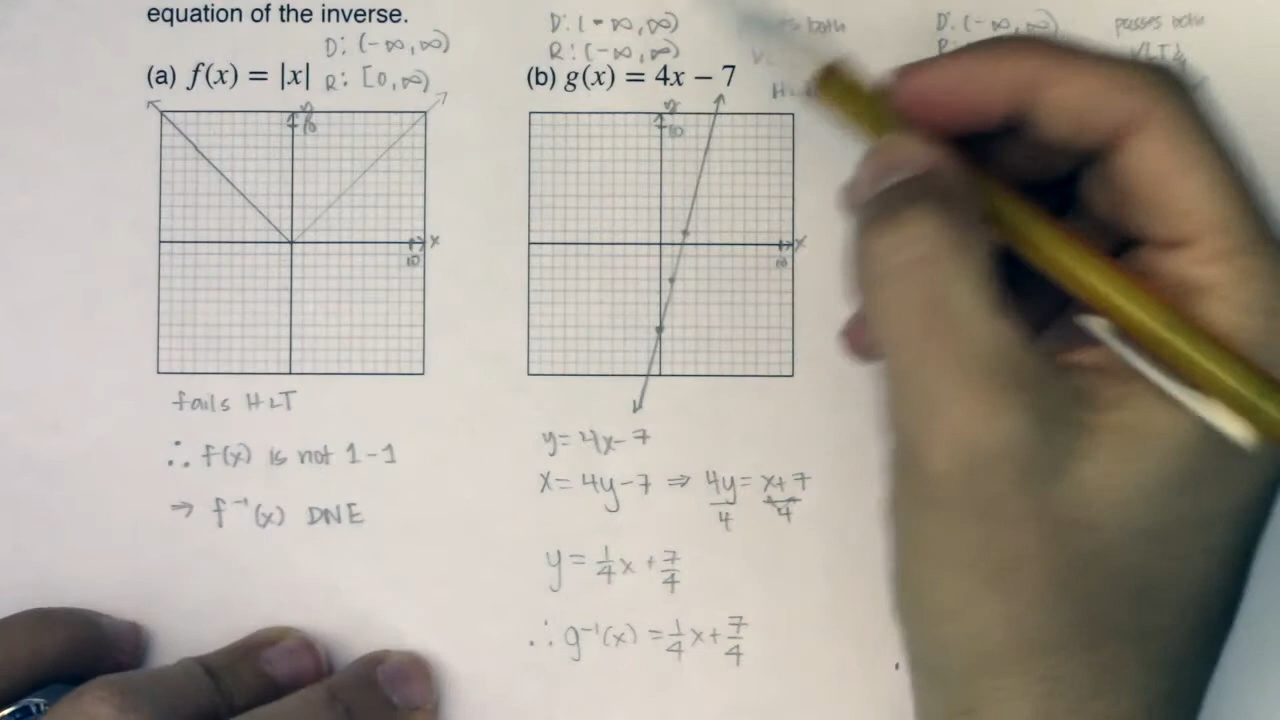 equation of the inverse.
D: (-∞,∞)
(a) f(x) = |x| R: [0,∞)
y
10
x
10
fails HLT
∴ f(x) is not 1-1
⇒ f⁻¹(x) DNE
D: (-∞,∞)
R: (-∞,∞)
(b) g(x) = 4x − 7
y
10
x
10
y=4x-7
x=4y-7 ⇒ 4y/4 = x+7/4
y = 1/4 x + 7/4
∴ g⁻¹(x) = 1/4 x + 7/4
both
D: (-∞,∞)
R:
passes both
VLT &